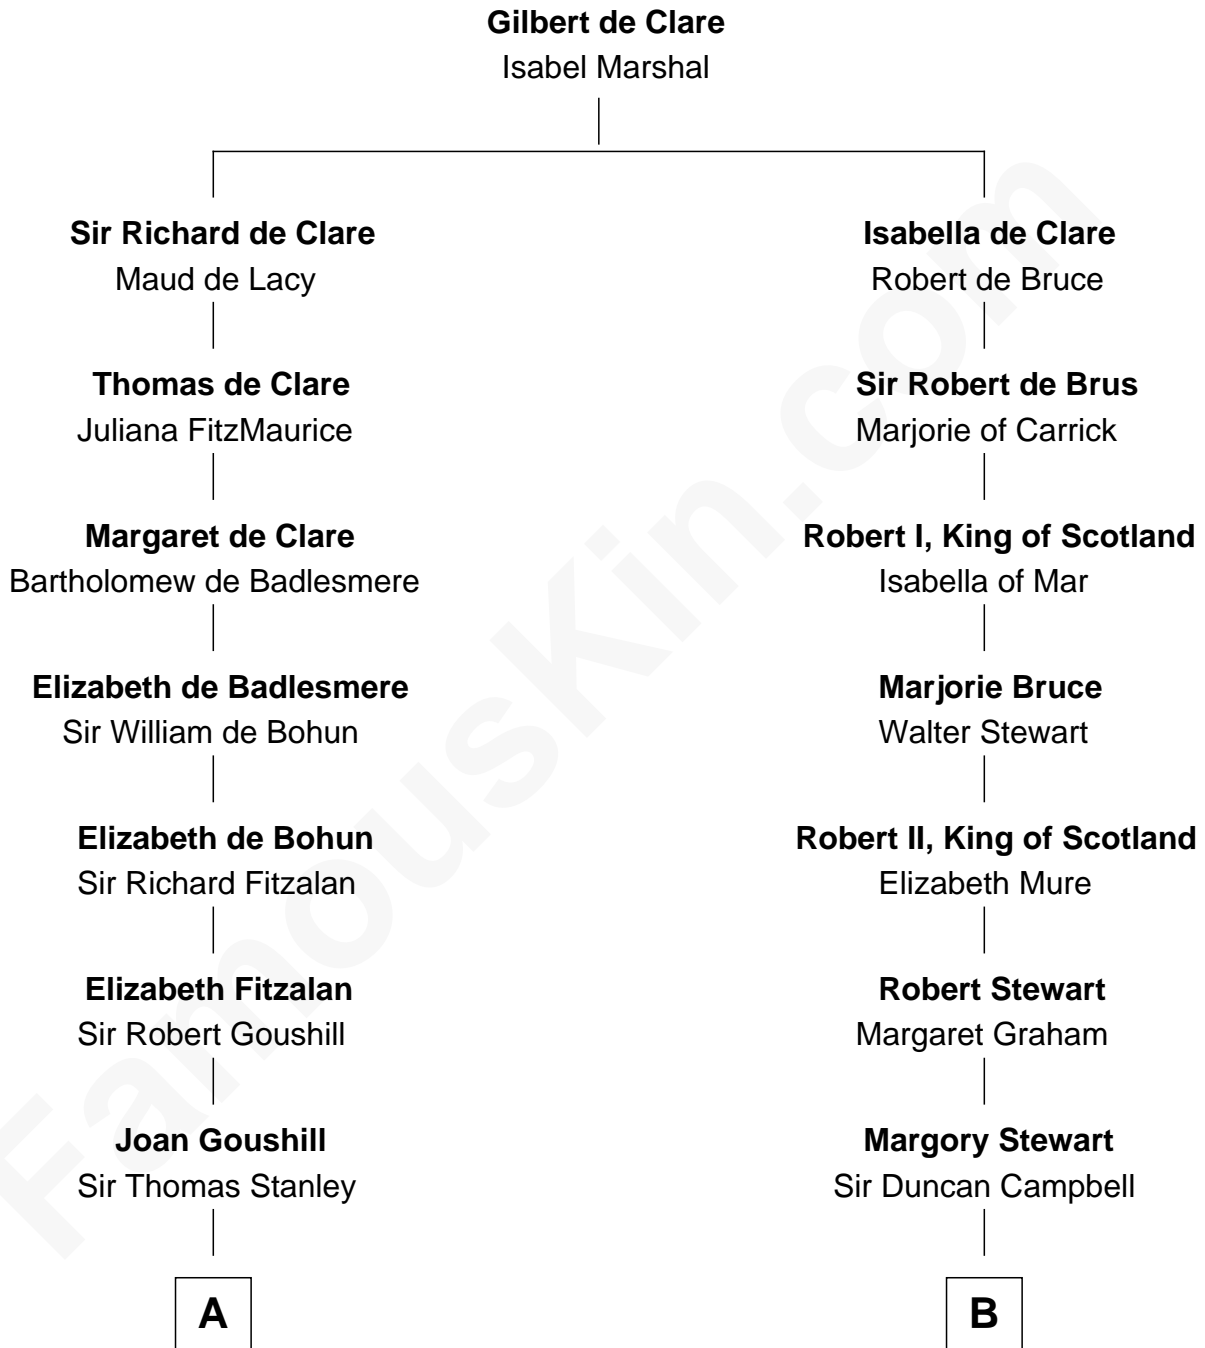 Gilbert de Clare
Isabel Marshal
Sir Richard de Clare
Maud de Lacy
Isabella de Clare
Robert de Bruce
Thomas de Clare
Juliana FitzMaurice
Sir Robert de Brus
Marjorie of Carrick
Margaret de Clare
Bartholomew de Badlesmere
Robert I, King of Scotland
Isabella of Mar
Elizabeth de Badlesmere
Sir William de Bohun
Marjorie Bruce
Walter Stewart
Elizabeth de Bohun
Sir Richard Fitzalan
Robert II, King of Scotland
Elizabeth Mure
Elizabeth Fitzalan
Sir Robert Goushill
Robert Stewart
Margaret Graham
Joan Goushill
Sir Thomas Stanley
Margory Stewart
Sir Duncan Campbell
A
B
FamousKin.com